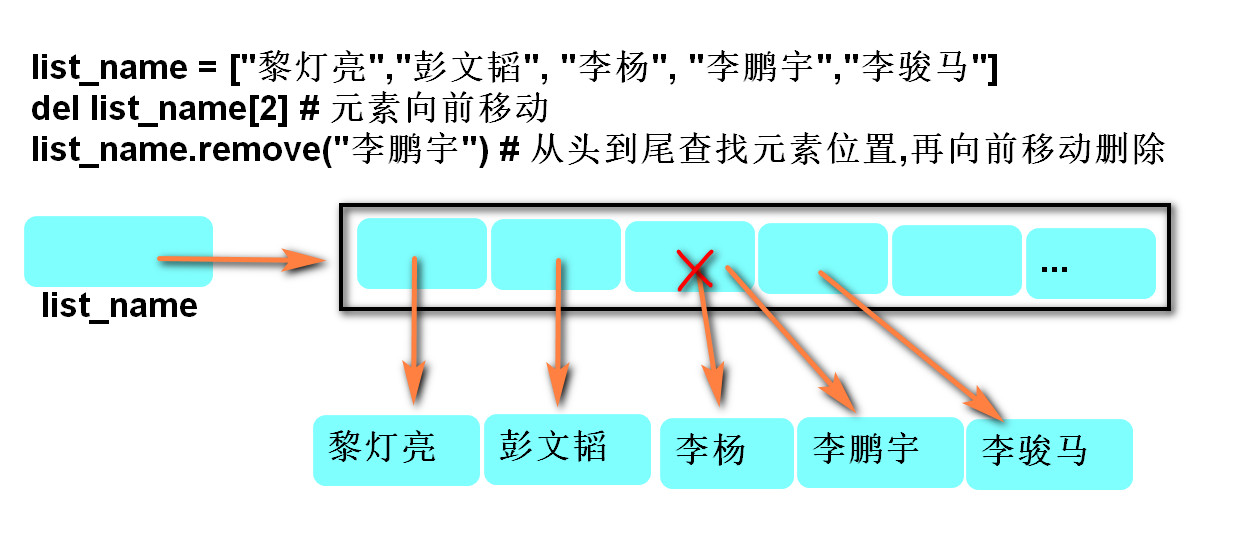 list_name = ["黎灯亮","彭文韬", "李杨", "李鹏宇","李骏马"]
del list_name[2] # 元素向前移动
list_name.remove("李鹏宇") # 从头到尾查找元素位置,再向前移动删除
...
list_name
黎灯亮
彭文韬
李杨
李鹏宇
李骏马